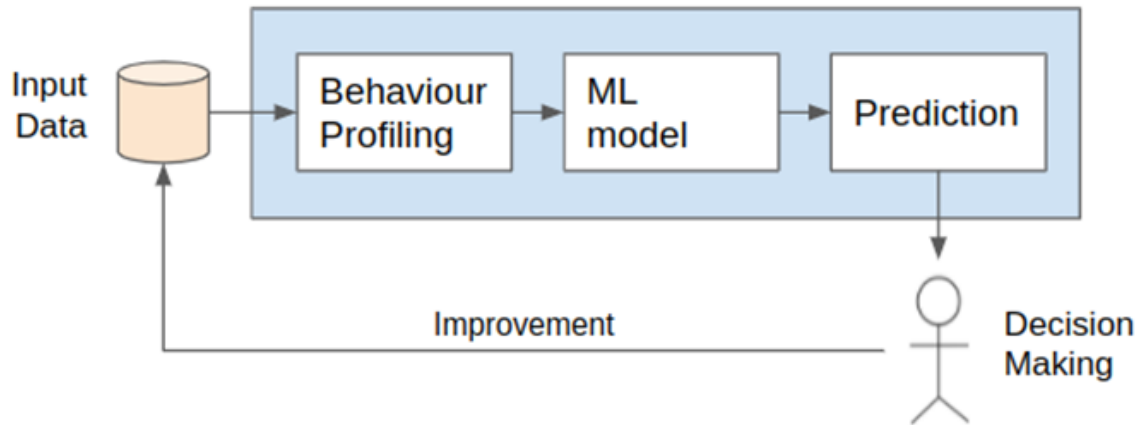 Input
Data
Behaviour
Profiling
ML
model
Prediction
Improvement
Decision
Making